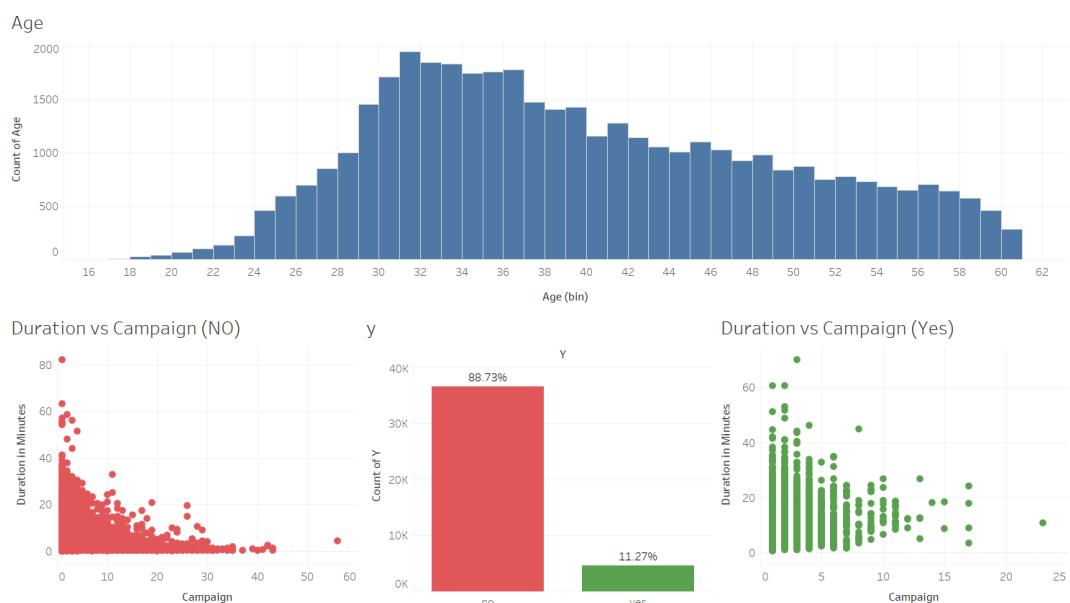 Age
2000
1500
1000
500
0
Count of Age
16 18 20 22 24 26 28 30 32 34 36 38 40 42 44 46 48 50 52 54 56 58 60 62
Age (bin)
Duration vs Campaign (NO)
80
60
40
20
0
Duration in Minutes
0 10 20 30 40 50 60
Campaign
y
Y
40K
30K
20K
10K
0K
Count of Y
88.73%
11.27%
no yes
Duration vs Campaign (Yes)
60
40
20
0
Duration in Minutes
0 5 10 15 20 25
Campaign